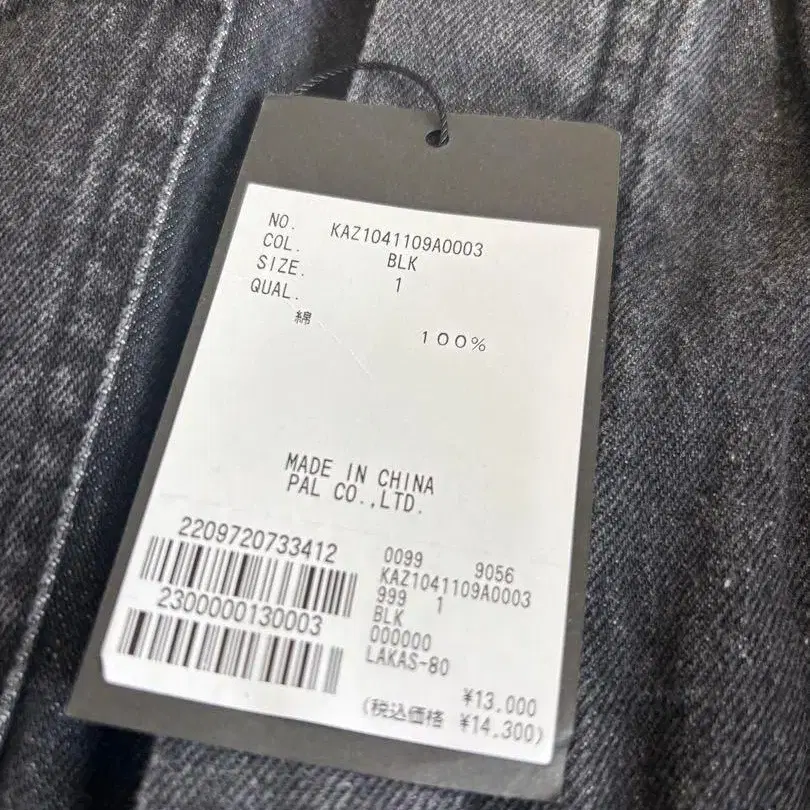 NO. KAZ1041109A0003
COL. BLK
SIZE. 1
QUAL.
綿 100%
MADE IN CHINA
PAL CO.,LTD.
2209720733412
2300000130003
0099 9056
KAZ1041109A0003
999 1
BLK
000000
LAKAS-80
¥13.000
(税込価格 ¥14.300)